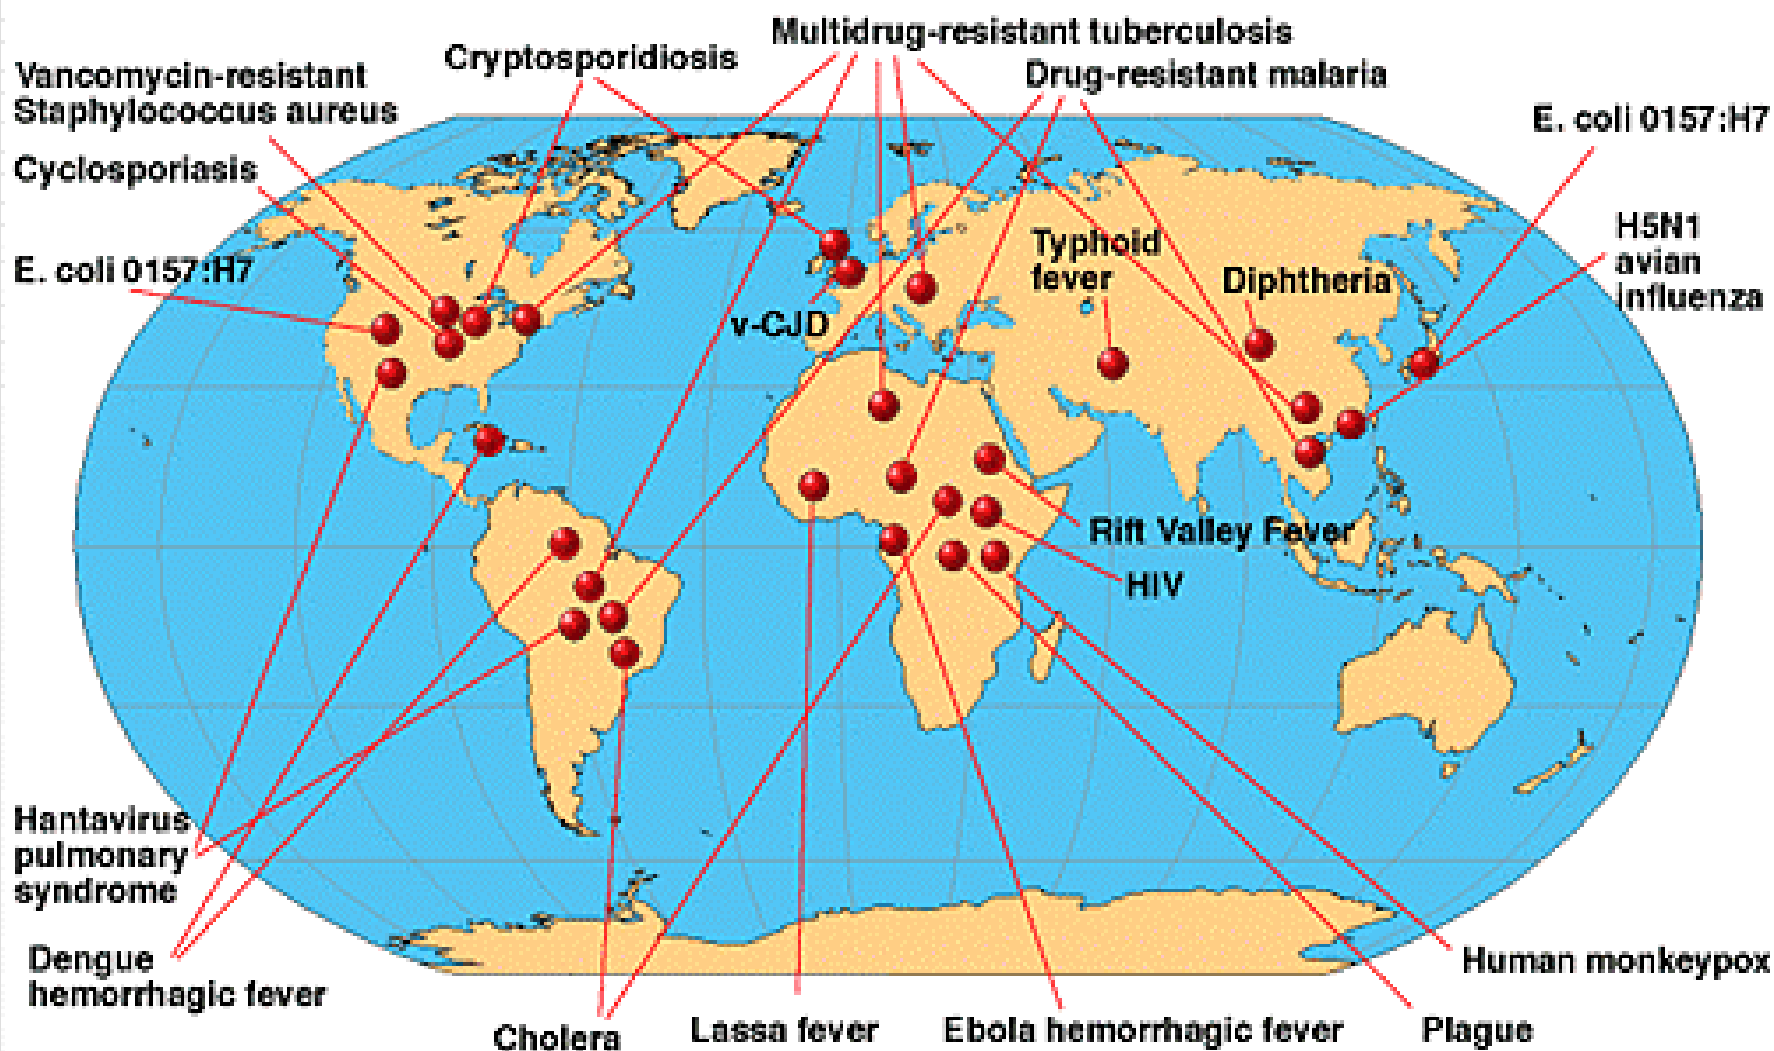 Multidrug-resistant tuberculosis
Cryptosporidiosis
Vancomycin-resistant
Staphylococcus aureus
Drug-resistant malaria
E. coli 0157:H7
Cyclosporiasis
H5N1
avian
influenza
Typhoid
fever
E. coli 0157:H7
Diphtheria
v-CJD
Rift Valley Fever
HIV
Hantavirus
pulmonary
syndrome
Dengue
hemorrhagic fever
Human monkeypox
Cholera
Lassa fever
Ebola hemorrhagic fever
Plague